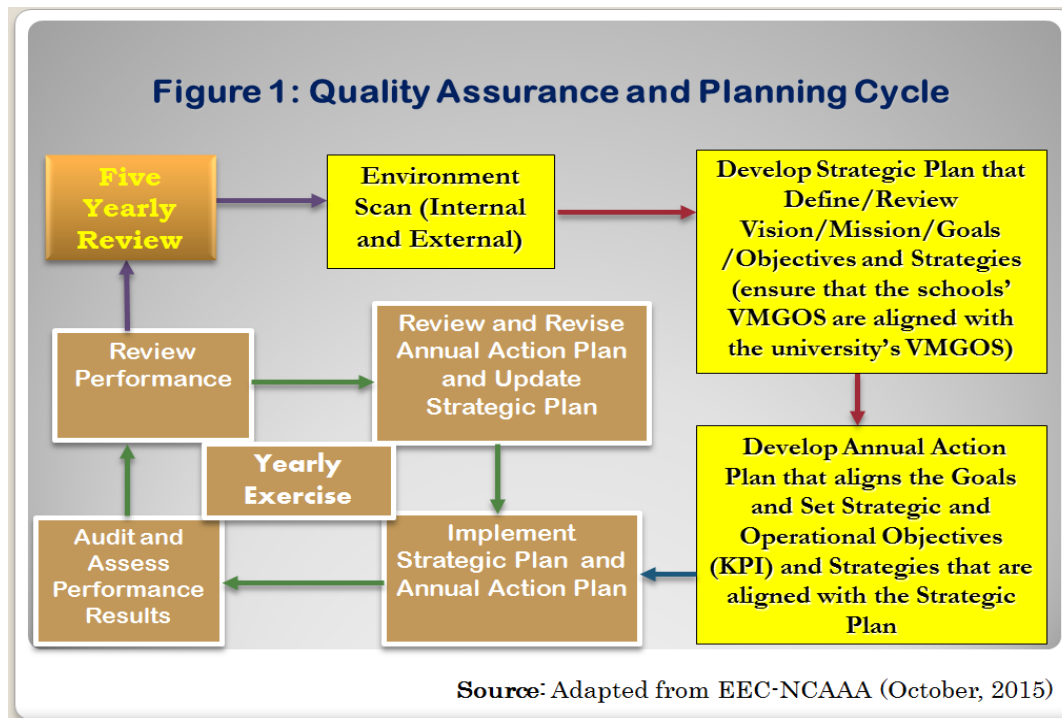 Figure 1: Quality Assurance and Planning Cycle
Five
Yearly
Review
Environment
Scan (Internal
and External)
Develop Strategic Plan that
Define/Review
Vision/Mission/Goals
/Objectives and Strategies
(ensure that the schools’
VMGOS are aligned with
the university’s VMGOS)
Review
Performance
Review and Revise
Annual Action Plan
and Update
Strategic Plan
Yearly
Exercise
Audit and
Assess
Performance
Results
Implement
Strategic Plan and
Annual Action Plan
Develop Annual Action
Plan that aligns the Goals
and Set Strategic and
Operational Objectives
(KPI) and Strategies that are
aligned with the Strategic
Plan
Source: Adapted from EEC-NCAAA (October, 2015)